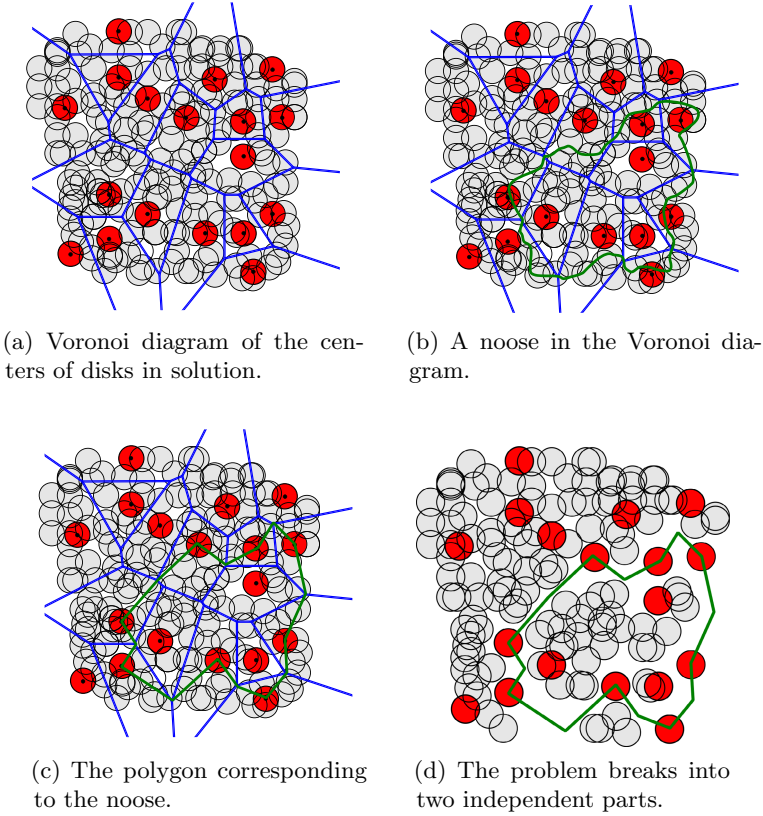 (a) Voronoi diagram of the cen-
ters of disks in solution.
(b) A noose in the Voronoi dia-
gram.
(c) The polygon corresponding
to the noose.
(d) The problem breaks into
two independent parts.